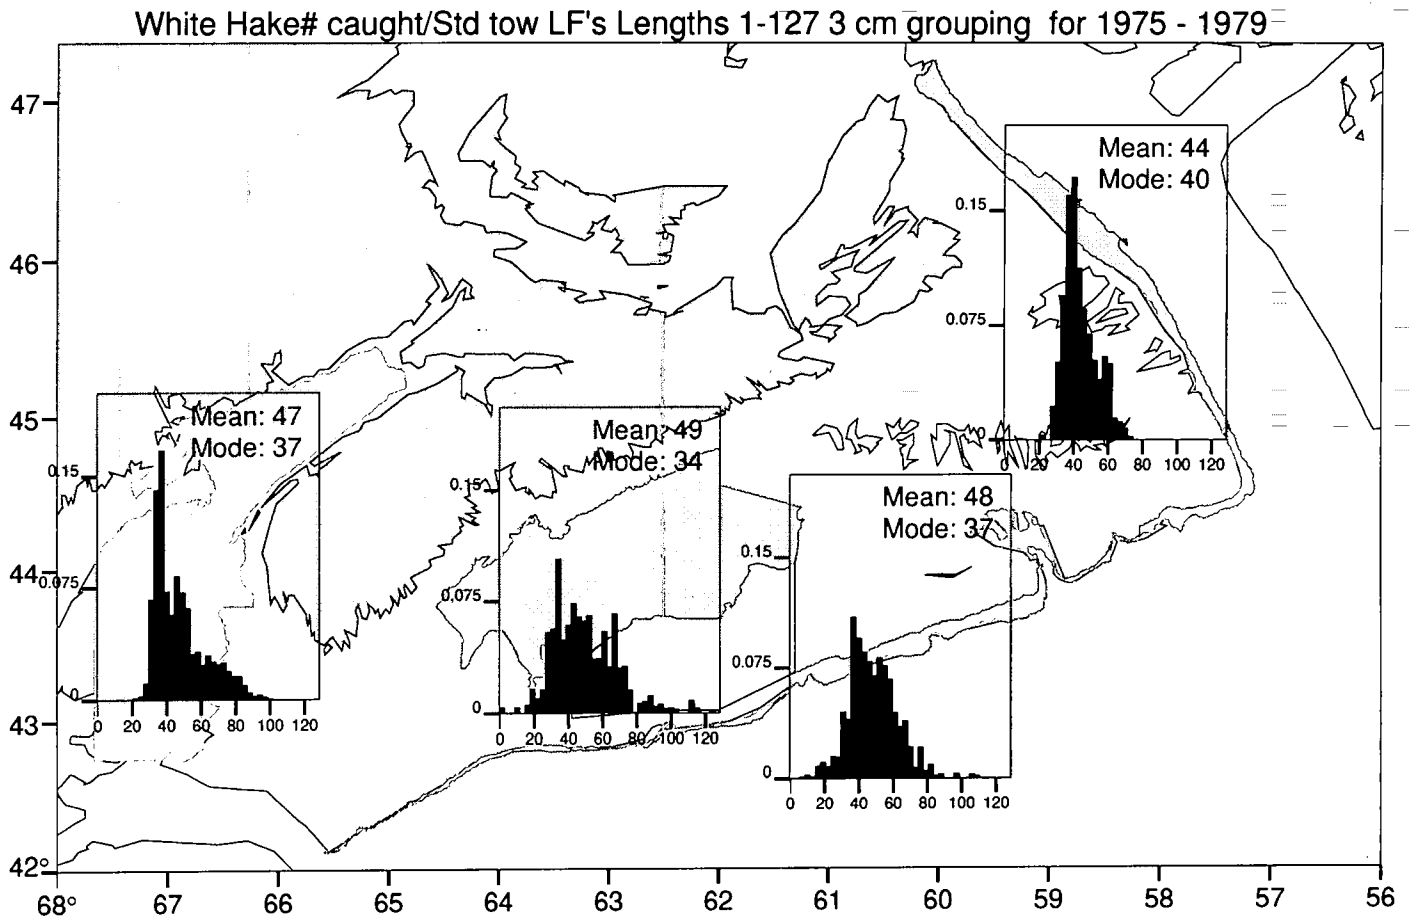 White Hake# caught/Std tow LF's Lengths 1-127 3 cm grouping for 1975 - 1979
47
46
45
44
43
42°
68° 67 66 65 64 63 62 61 60 59 58 57 56
Mean: 44
Mode: 40
0.15
0.075
0
0 20 40 60 80 100 120
Mean: 47
Mode: 37
0.15
0.075
0
0 20 40 60 80 100 120
Mean: 49
Mode: 34
0.15
0.075
0
0 20 40 60 80 100 120
Mean: 48
Mode: 37
0.15
0.075
0
0 20 40 60 80 100 120